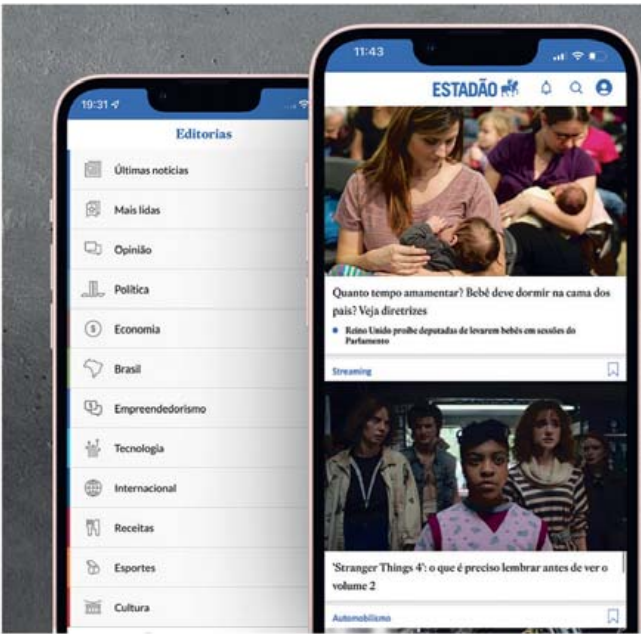 19:31
Editorias
Últimas notícias
Mais lidas
Opinião
Política
Economia
Brasil
Empreendedorismo
Tecnologia
Internacional
Receitas
Esportes
Cultura
11:43
ESTADÃO
Quanto tempo amamentar? Bebê deve dormir na cama dos
pais? Veja diretrizes
Reino Unido proíbe deputadas de levarem bebês em sessões do
Parlamento
Streaming
'Stranger Things 4': o que é preciso lembrar antes de ver o
volume 2
Automobilismo